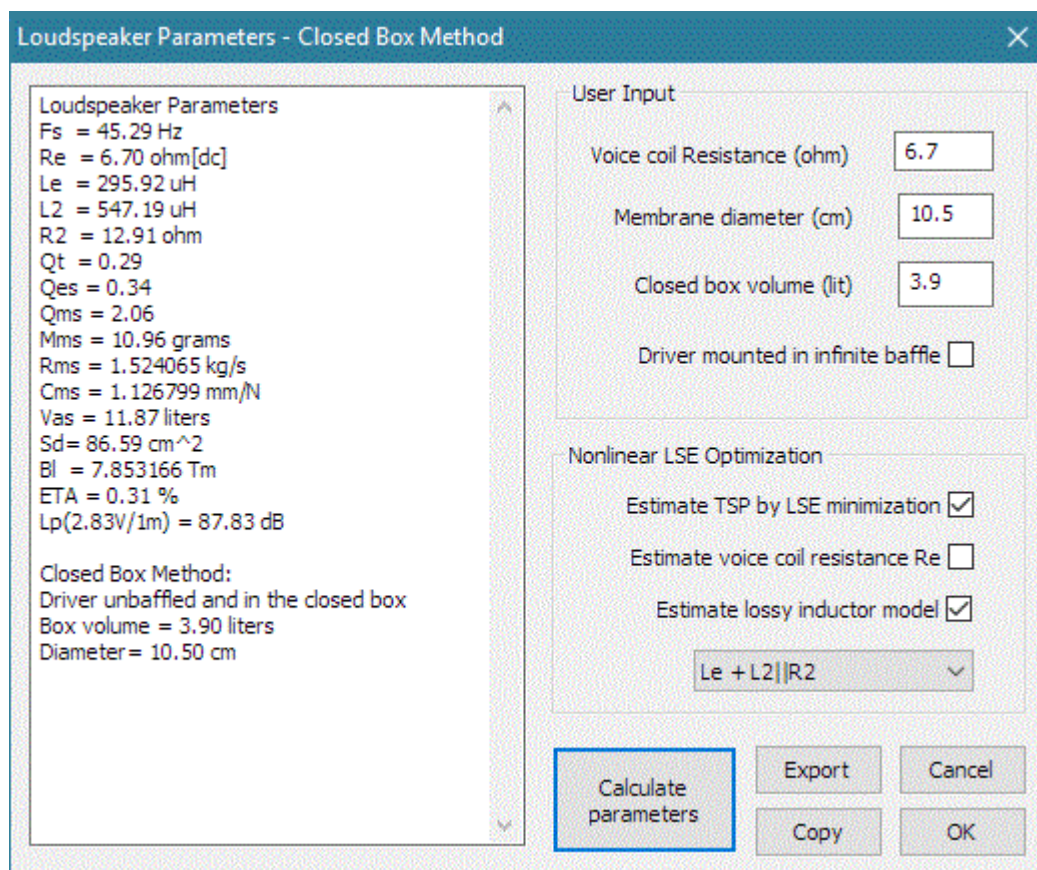 Loudspeaker Parameters - Closed Box Method
Loudspeaker Parameters
Fs = 45.29 Hz
Re = 6.70 ohm[dc]
Le = 295.92 uH
L2 = 547.19 uH
R2 = 12.91 ohm
Qt = 0.29
Qes = 0.34
Qms = 2.06
Mms = 10.96 grams
Rms = 1.524065 kg/s
Cms = 1.126799 mm/N
Vas = 11.87 liters
Sd= 86.59 cm^2
Bl = 7.853166 Tm
ETA = 0.31 %
Lp(2.83V/1m) = 87.83 dB
Closed Box Method:
Driver unbaffled and in the closed box
Box volume = 3.90 liters
Diameter= 10.50 cm
User Input
Voice coil Resistance (ohm) 6.7
Membrane diameter (cm) 10.5
Closed box volume (lit) 3.9
Driver mounted in infinite baffle
Nonlinear LSE Optimization
Estimate TSP by LSE minimization
Estimate voice coil resistance Re
Estimate lossy inductor model
Le + L2||R2
Calculate
parameters
Export
Cancel
Copy
OK